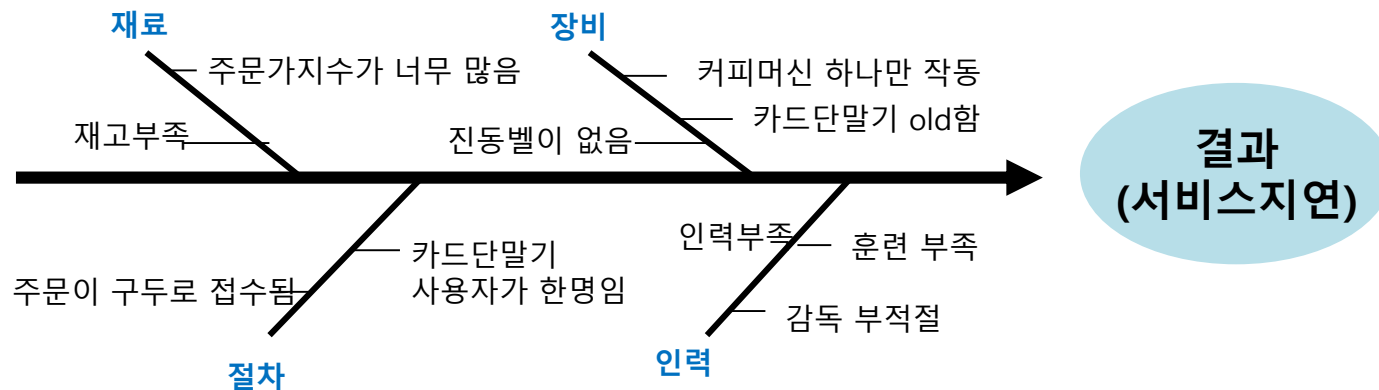 재료
주문가지수가 너무 많음
재고부족
장비
커피머신 하나만 작동
카드단말기 old함
진동벨이 없음
결과
(서비스지연)
주문이 구두로 접수됨
카드단말기
사용자가 한명임
절차
인력부족
훈련 부족
감독 부적절
인력